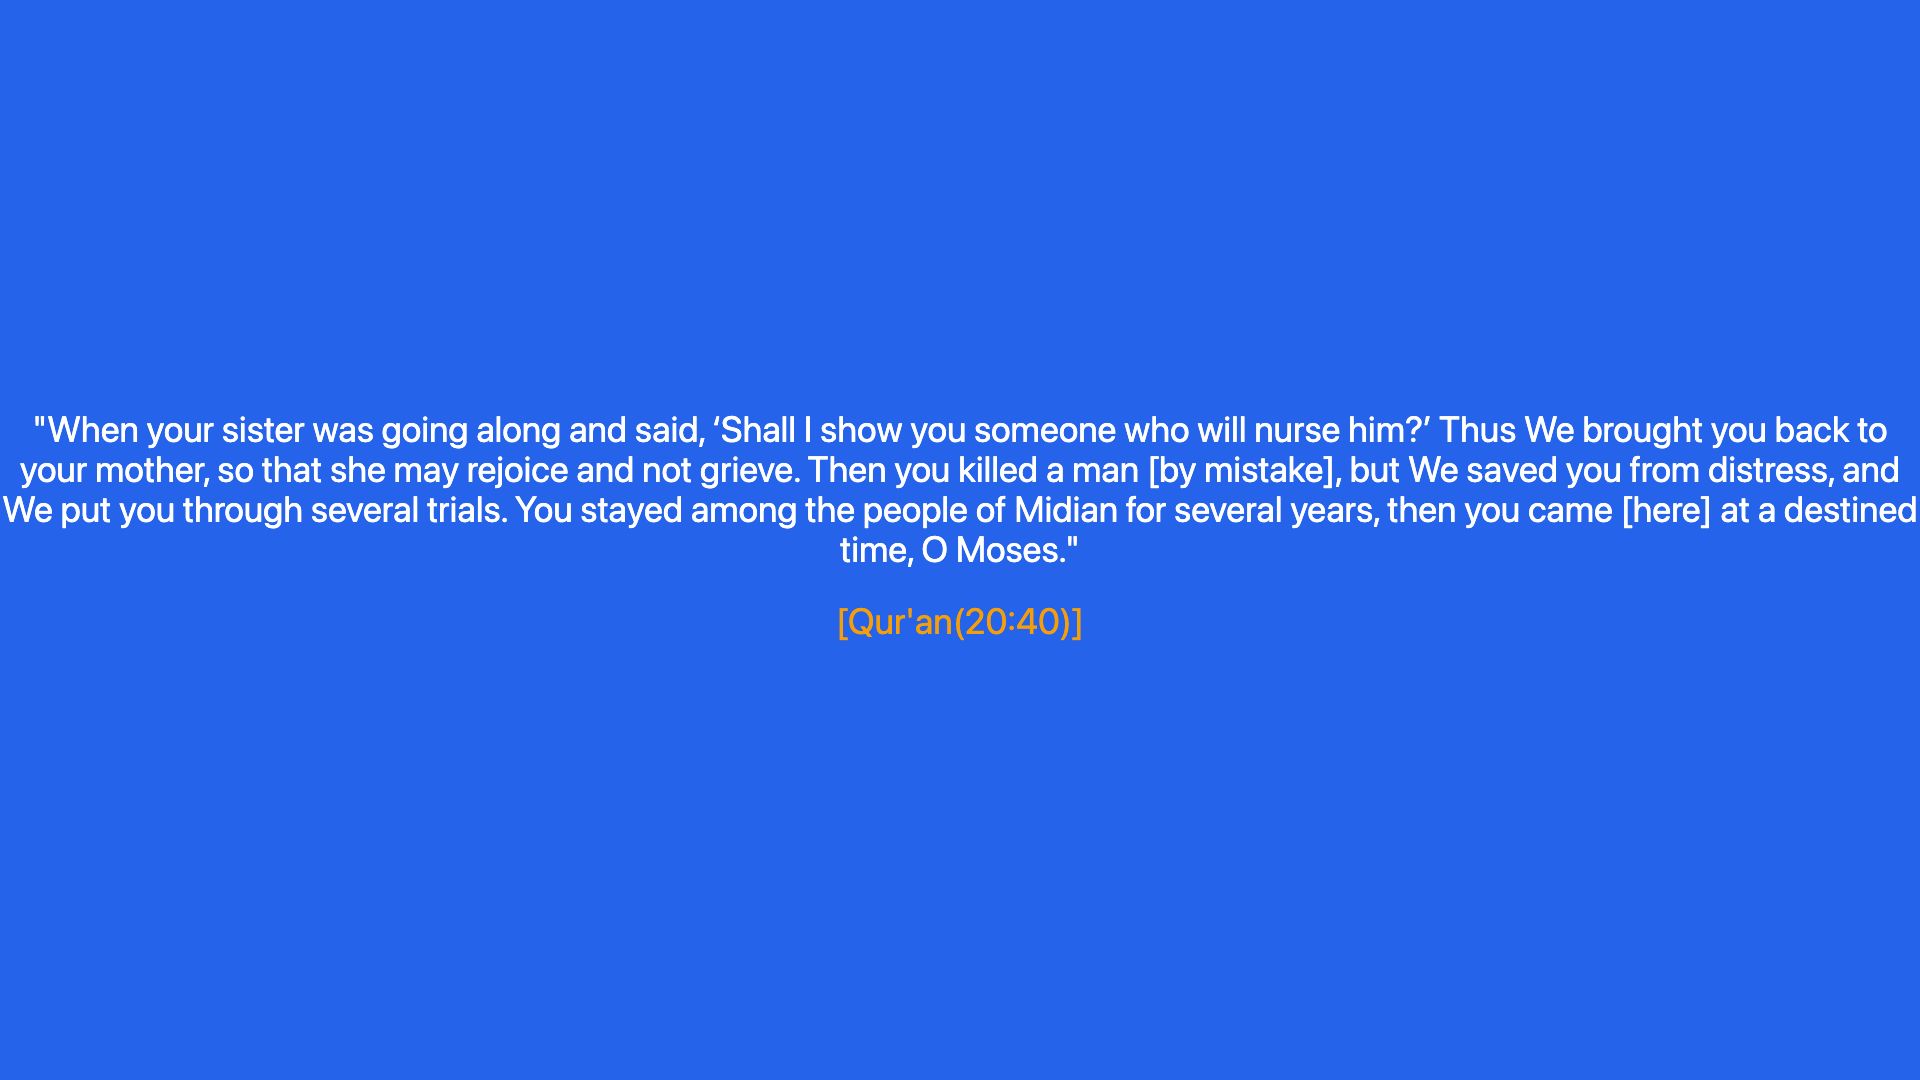 "When your sister was going along and said, ‘Shall I show you someone who will nurse him?’ Thus We brought you back to
your mother, so that she may rejoice and not grieve. Then you killed a man [by mistake], but We saved you from distress, and
We put you through several trials. You stayed among the people of Midian for several years, then you came [here] at a destined
time, O Moses."
[Qur'an(20:40)]